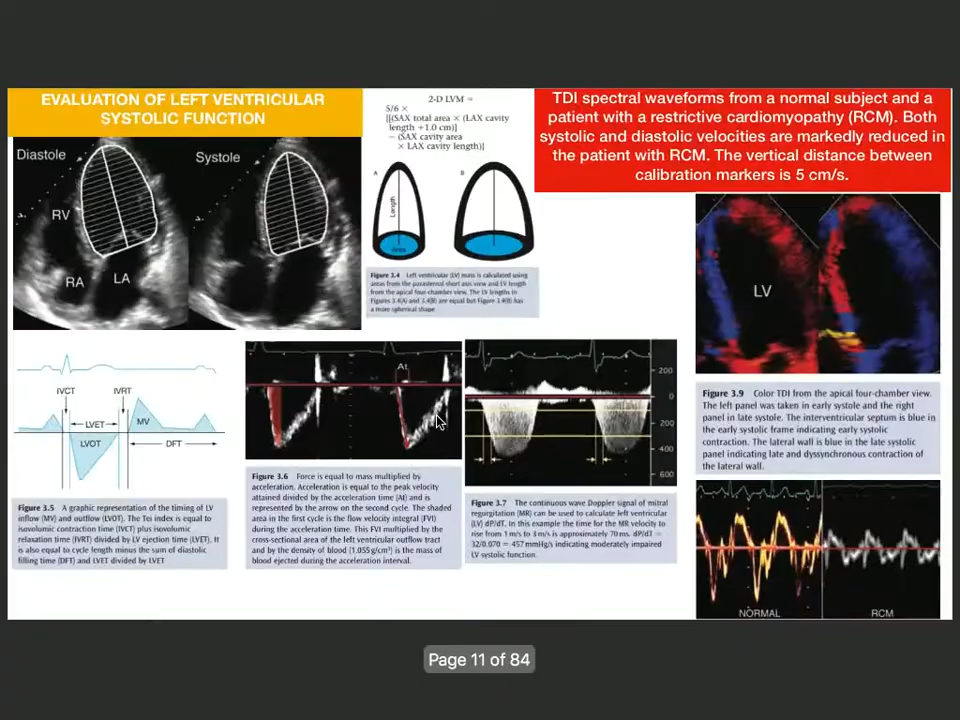 EVALUATION OF LEFT VENTRICULAR
SYSTOLIC FUNCTION
Diastole
Systole
RV
RA
LA
2-D LVM =
5/6 ×
[[(SAX total area × (LAX cavity
length +1.0 cm)]
− (SAX cavity area
× LAX cavity length)]
A
B
Length
Area
Figure 3.4 Left ventricular (LV) mass is calculated using
areas from the parasternal short axis view and LV length
from the apical four-chamber view. The LV lengths in
Figures 3.4(A) and 3.4(B) are equal but Figure 3.4(B) has
a more spherical shape.
TDI spectral waveforms from a normal subject and a
patient with a restrictive cardiomyopathy (RCM). Both
systolic and diastolic velocities are markedly reduced in
the patient with RCM. The vertical distance between
calibration markers is 5 cm/s.
LV
Figure 3.9 Color TDI from the apical four-chamber view.
The left panel was taken in early systole and the right
panel in late systole. The interventricular septum is blue in
the early systolic frame indicating early systolic
contraction. The lateral wall is blue in the late systolic
panel indicating late and dyssynchronous contraction of
the lateral wall.
IVCT
IVRT
LVET
MV
LVOT
DFT
Figure 3.5 A graphic representation of the timing of LV
inflow (MV) and outflow (LVOT). The Tei index is equal to
isovolumic contraction time (IVCT) plus isovolumic
relaxation time (IVRT) divided by LV ejection time (LVET). It
is also equal to cycle length minus the sum of diastolic
filling time (DFT) and LVET divided by LVET
At
Figure 3.6 Force is equal to mass multiplied by
acceleration. Acceleration is equal to the peak velocity
attained divided by the acceleration time (At) and is
represented by the arrow on the second cycle. The shaded
area in the first cycle is the flow velocity integral (FVI)
during the acceleration time. This FVI multiplied by the
cross-sectional area of the left ventricular outflow tract
and by the density of blood (1.055 g/cm³) is the mass of
blood ejected during the acceleration interval.
200
0
200
400
600
Figure 3.7 The continuous wave Doppler signal of mitral
regurgitation (MR) can be used to calculate left ventricular
(LV) dP/dT. In this example the time for the MR velocity to
rise from 1 m/s to 3 m/s is approximately 70 ms. dP/dT =
32/0.070 = 457 mmHg/s indicating moderately impaired
LV systolic function.
NORMAL
RCM
Page 11 of 84